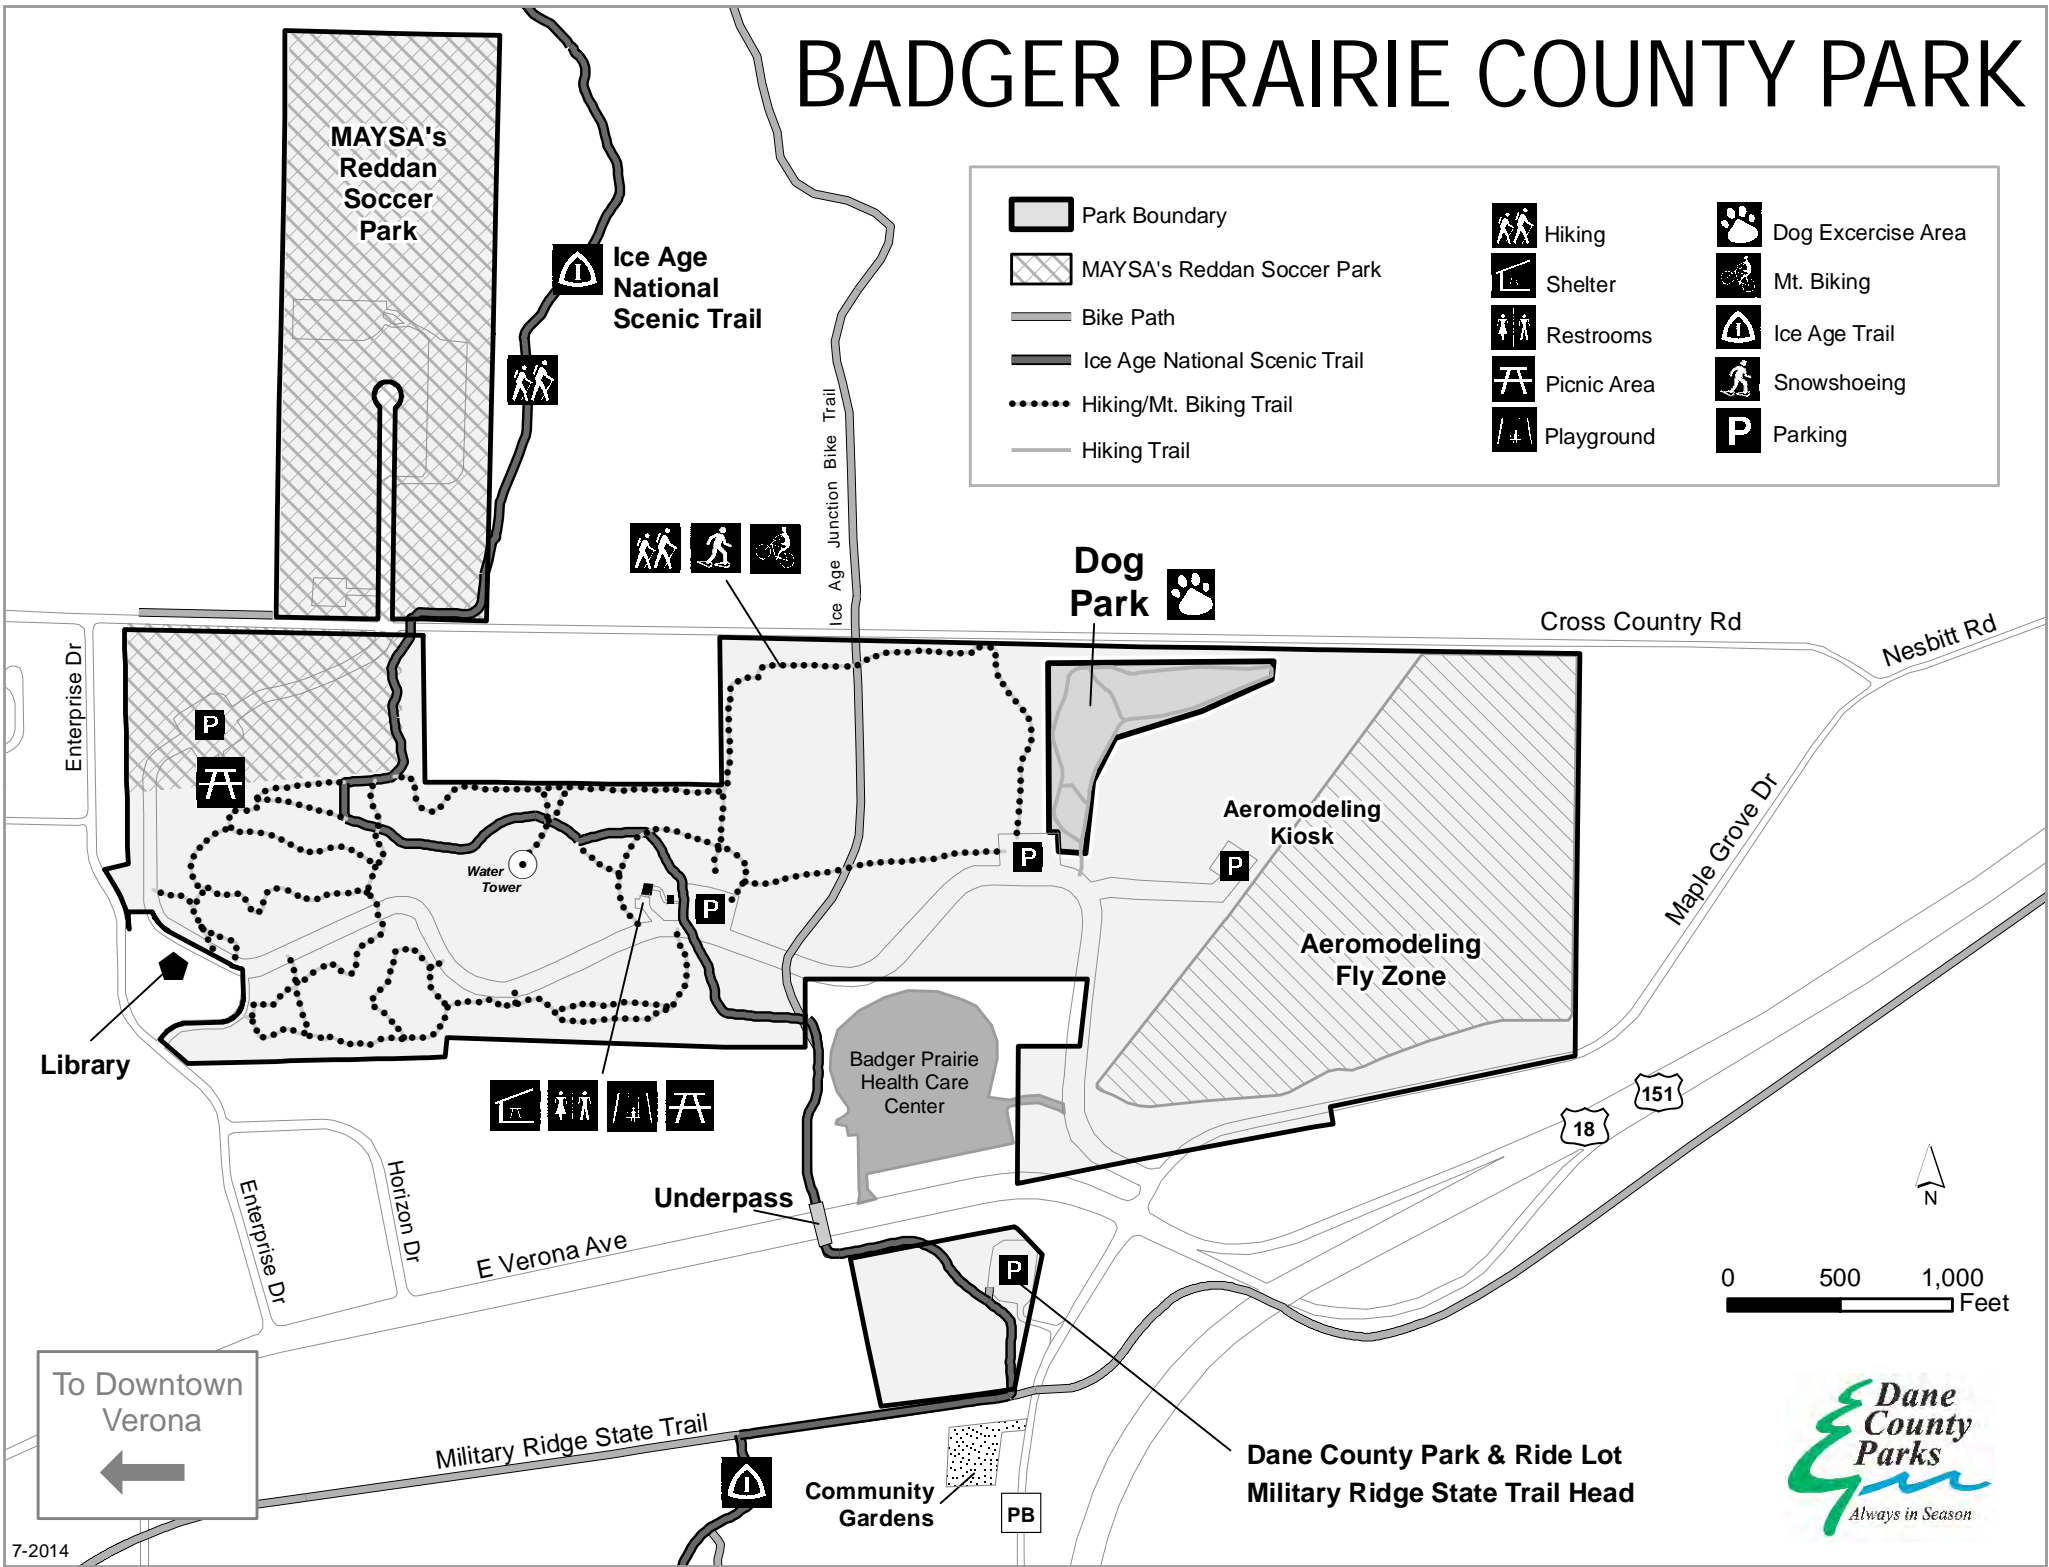 BADGER PRAIRIE COUNTY PARK
MAYSA's
Reddan
Soccer
Park
Ice Age
National
Scenic Trail
Park Boundary
MAYSA's Reddan Soccer Park
Bike Path
Ice Age National Scenic Trail
Hiking/Mt. Biking Trail
Hiking Trail
Hiking
Shelter
Restrooms
Picnic Area
Playground
Dog Excercise Area
Mt. Biking
I
Ice Age Trail
Snowshoeing
P
Parking
I
Ice Age Junction Bike Trail
Dog
Park
Cross Country Rd
Nesbitt Rd
Enterprise Dr
P
Maple Grove Dr
Aeromodeling
Kiosk
P
P
Water
Tower
P
Aeromodeling
Fly Zone
Library
Badger Prairie
Health Care
Center
151
18
Underpass
Enterprise Dr
Horizon Dr
E Verona Ave
P
N
0 500 1,000
Feet
To Downtown
Verona
Military Ridge State Trail
I
Community
Gardens
PB
Dane County Park & Ride Lot
Military Ridge State Trail Head
Dane
County
Parks
Always in Season
7-2014